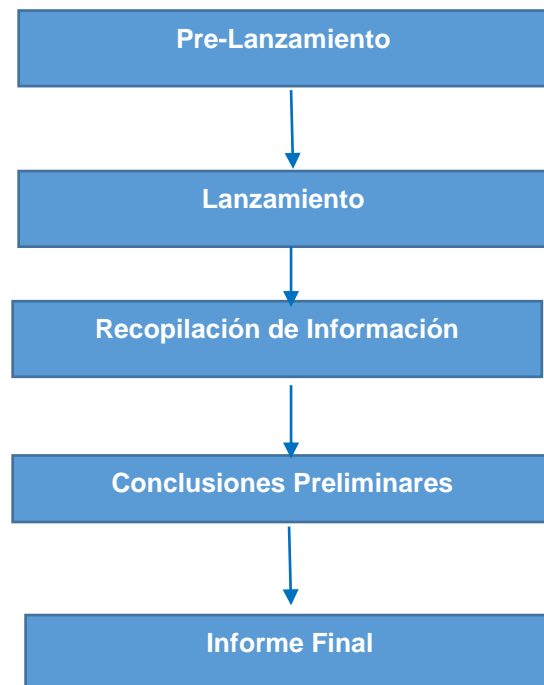 Pre-Lanzamiento
Lanzamiento
Recopilación de Información
Conclusiones Preliminares
Informe Final